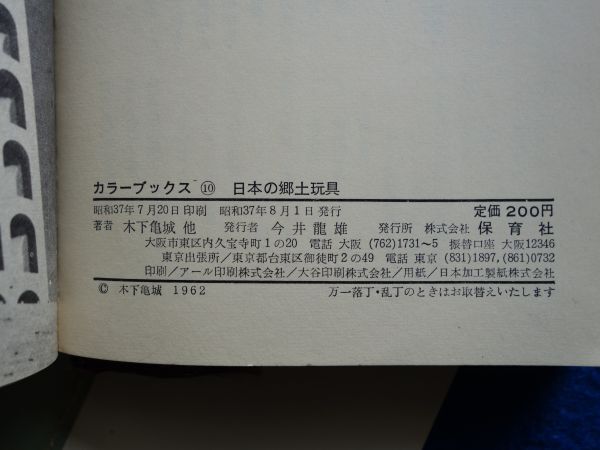 カラーブックス ⑩ 日本の郷土玩具
昭和37年7月20日印刷 昭和37年8月1日発行 定価 200円
著者 木下亀城 他 発行者 今井龍雄 発行所 株式会社 保育社
大阪市東区内久宝寺町1の20 電話 大阪 (762)1731〜5 振替口座 大阪12346
東京出張所/東京都台東区御徒町2の49 電話 東京 (831)1897,(861)0732
印刷/アール印刷株式会社/大谷印刷株式会社/用紙/日本加工製紙株式会社
© 木下亀城 1962 万一落丁・乱丁のときはお取替えいたします